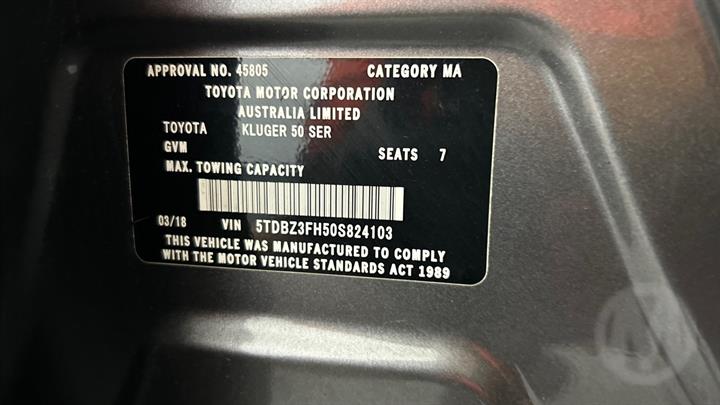 APPROVAL NO. 45805 CATEGORY MA
TOYOTA MOTOR CORPORATION
AUSTRALIA LIMITED
TOYOTA KLUGER 50 SER
GVM SEATS 7
MAX. TOWING CAPACITY
03/18 VIN 5TDBZ3FH50S824103
THIS VEHICLE WAS MANUFACTURED TO COMPLY
WITH THE MOTOR VEHICLE STANDARDS ACT 1989